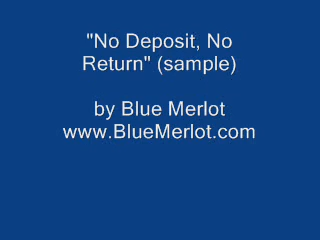 "No Deposit, No
Return" (sample)
by Blue Merlot
www.BlueMerlot.com